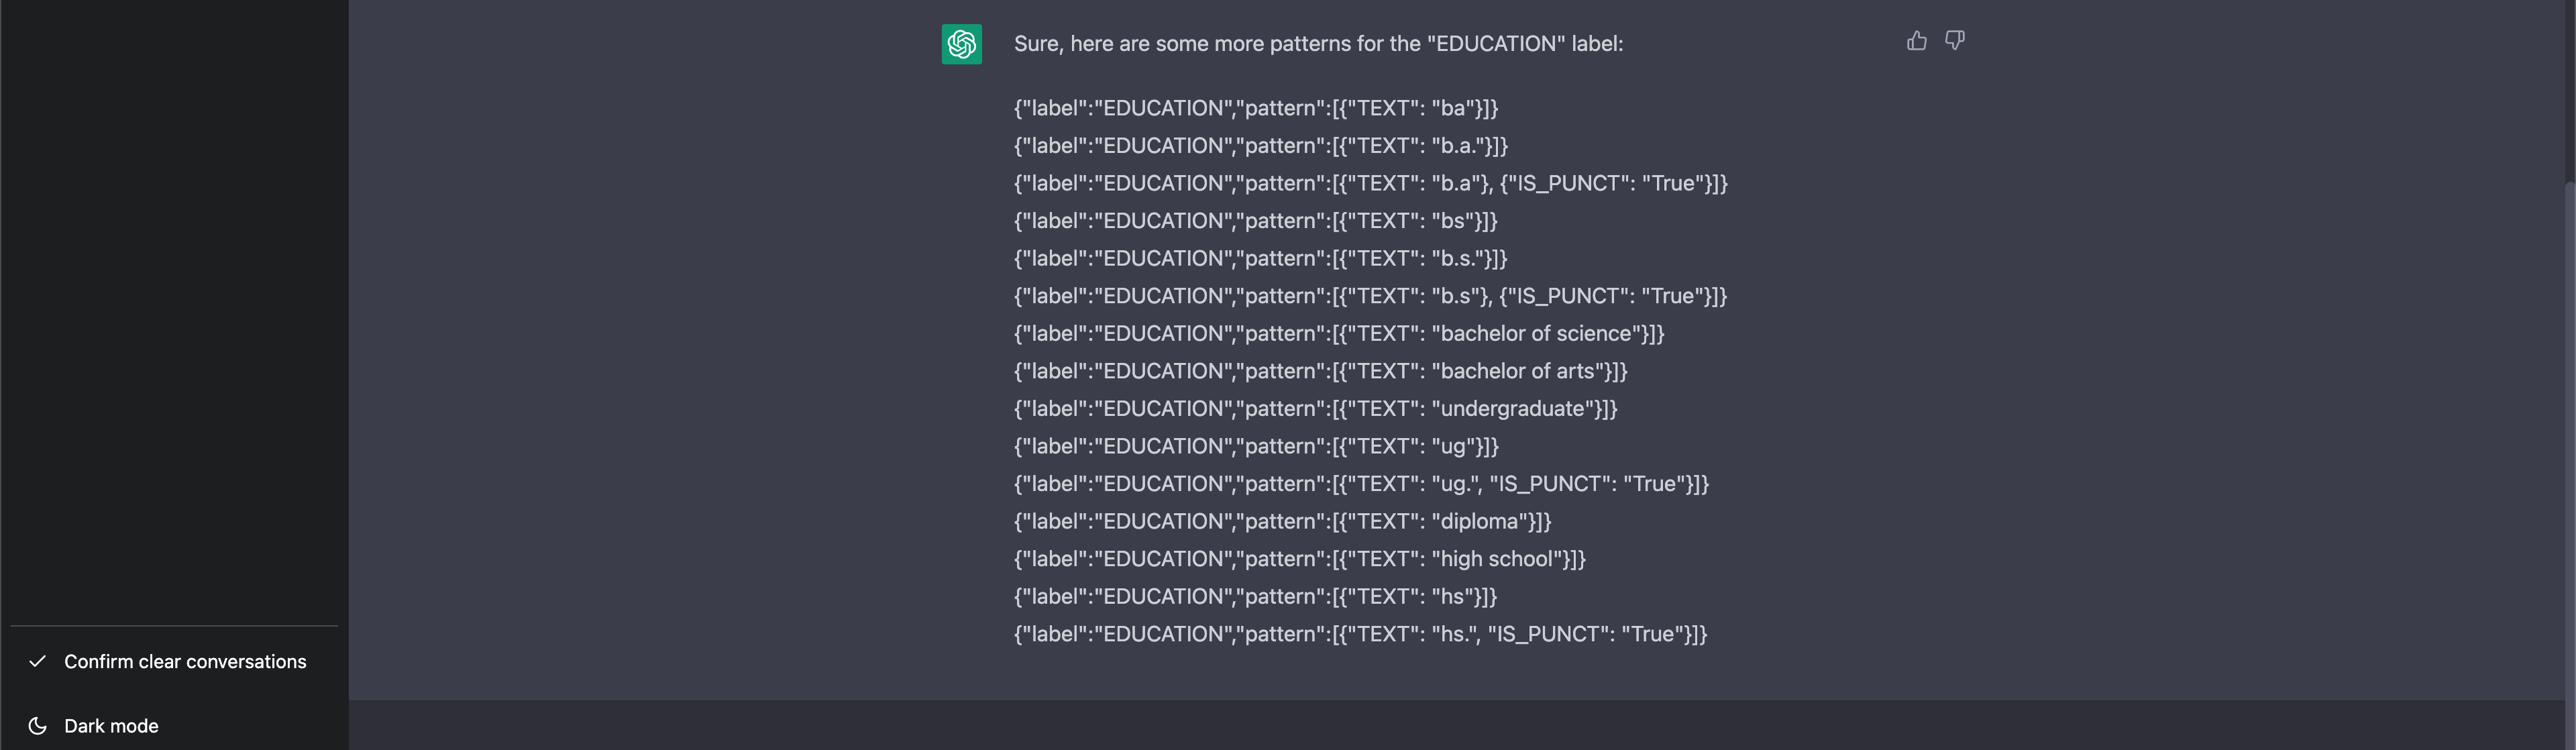 Sure, here are some more patterns for the "EDUCATION" label:
{"label":"EDUCATION","pattern":[{"TEXT": "ba"}]}
{"label":"EDUCATION","pattern":[{"TEXT": "b.a."}]}
{"label":"EDUCATION","pattern":[{"TEXT": "b.a"}, {"IS_PUNCT": "True"}]}
{"label":"EDUCATION","pattern":[{"TEXT": "bs"}]}
{"label":"EDUCATION","pattern":[{"TEXT": "b.s."}]}
{"label":"EDUCATION","pattern":[{"TEXT": "b.s"}, {"IS_PUNCT": "True"}]}
{"label":"EDUCATION","pattern":[{"TEXT": "bachelor of science"}]}
{"label":"EDUCATION","pattern":[{"TEXT": "bachelor of arts"}]}
{"label":"EDUCATION","pattern":[{"TEXT": "undergraduate"}]}
{"label":"EDUCATION","pattern":[{"TEXT": "ug"}]}
{"label":"EDUCATION","pattern":[{"TEXT": "ug.", "IS_PUNCT": "True"}]}
{"label":"EDUCATION","pattern":[{"TEXT": "diploma"}]}
{"label":"EDUCATION","pattern":[{"TEXT": "high school"}]}
{"label":"EDUCATION","pattern":[{"TEXT": "hs"}]}
{"label":"EDUCATION","pattern":[{"TEXT": "hs.", "IS_PUNCT": "True"}]}
Confirm clear conversations
Dark mode